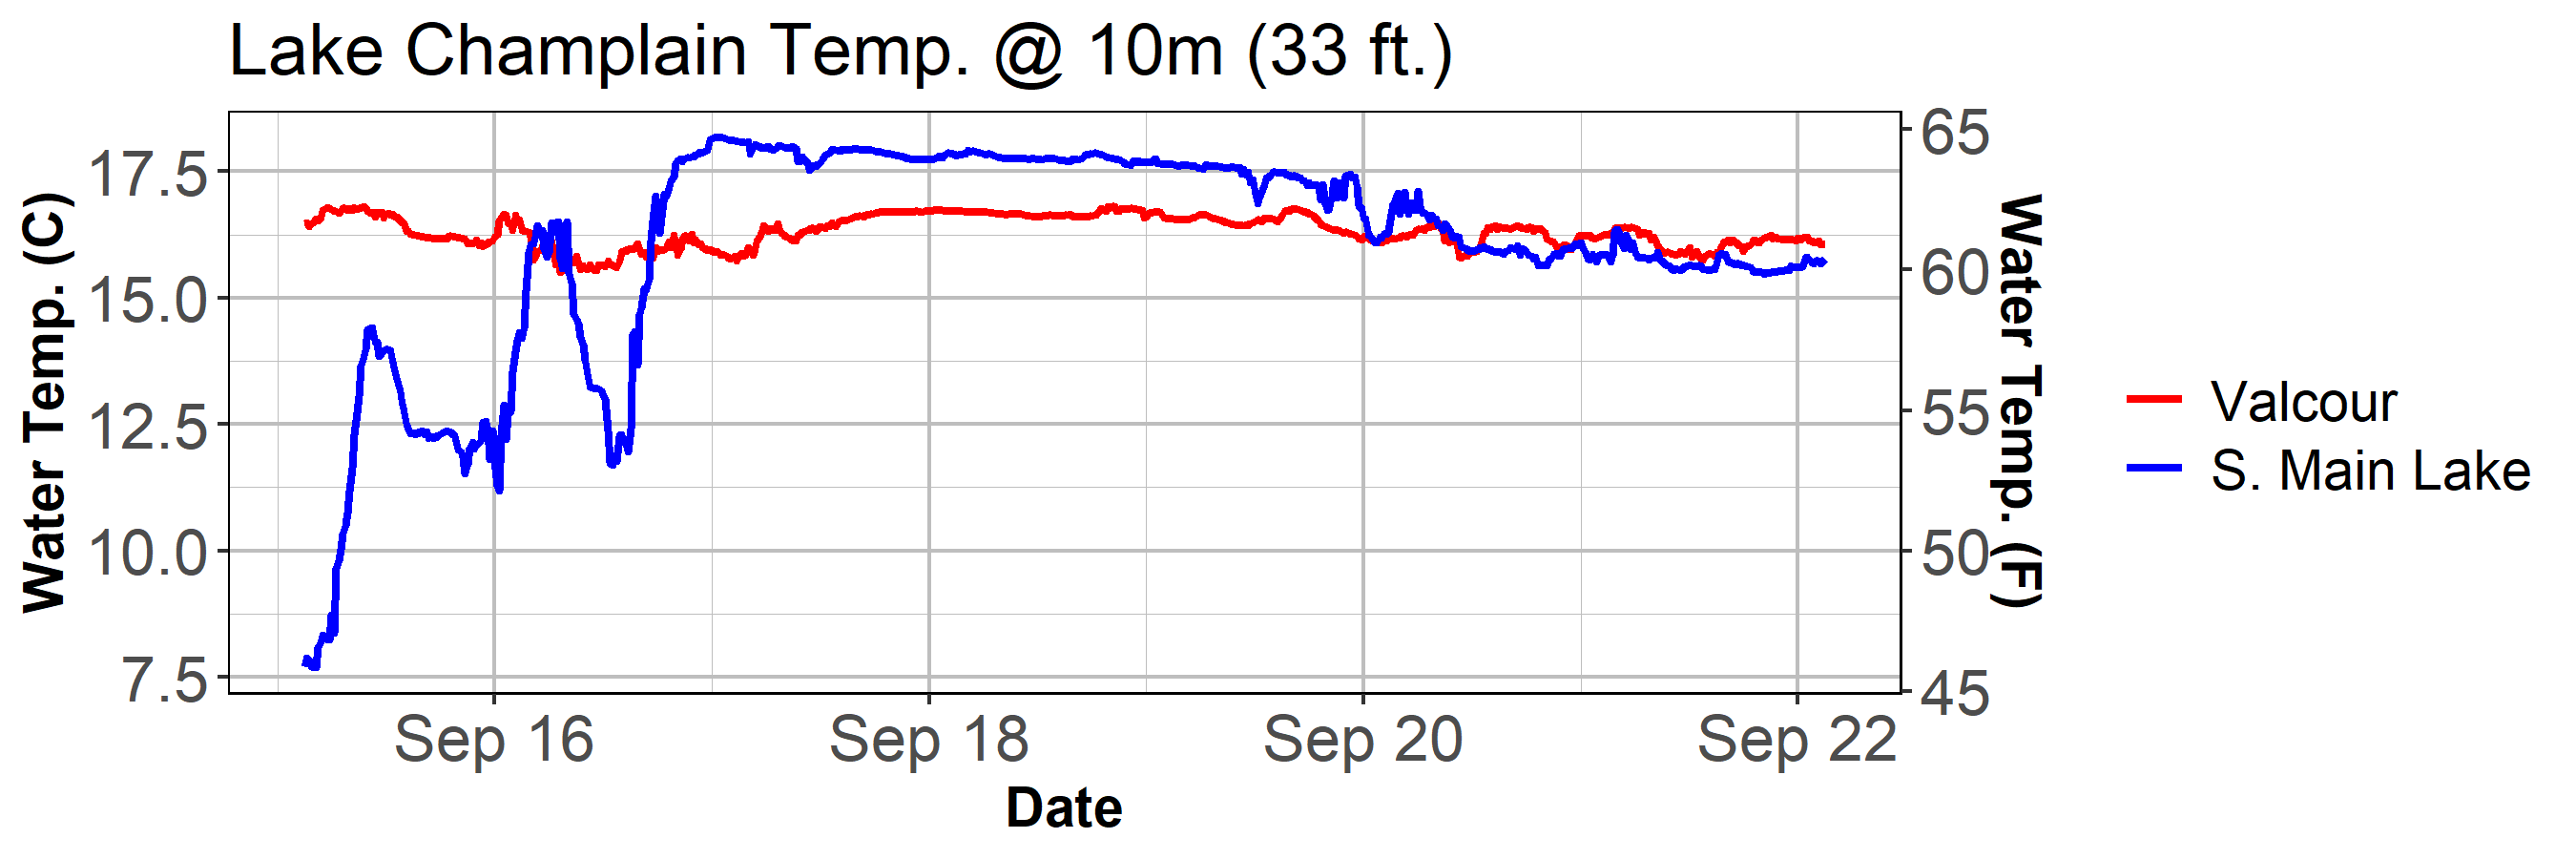 Lake Champlain Temp. @ 10m (33 ft.)
Water Temp. (C)
17.5
15.0
12.5
10.0
7.5
65
60
55
50
45
Water Temp. (F)
Sep 16
Sep 18
Sep 20
Sep 22
Date
Valcour
S. Main Lake